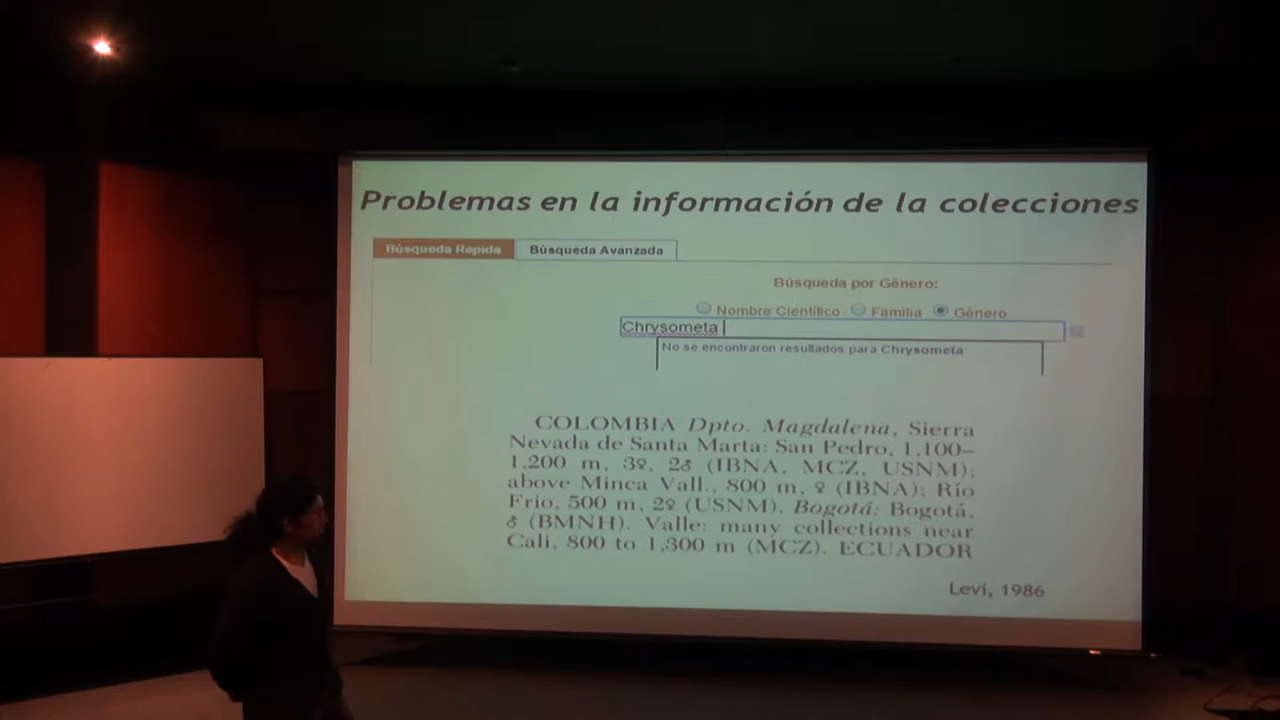 Problemas en la información de la colecciones
Búsqueda Rapida Búsqueda Avanzada
Búsqueda por Género:
Nombre Científico Familia Género
Chrysometa
No se encontraron resultados para Chrysometa
COLOMBIA Dpto. Magdalena, Sierra
Nevada de Santa Marta: San Pedro, 1,100–
1,200 m, 3♀, 2♂ (IBNA, MCZ, USNM);
above Minca Vall., 800 m, ♀ (IBNA); Río
Frio, 500 m, 2♀ (USNM). Bogotá: Bogotá,
♂ (BMNH). Valle: many collections near
Cali, 800 to 1,300 m (MCZ). ECUADOR
Levi, 1986